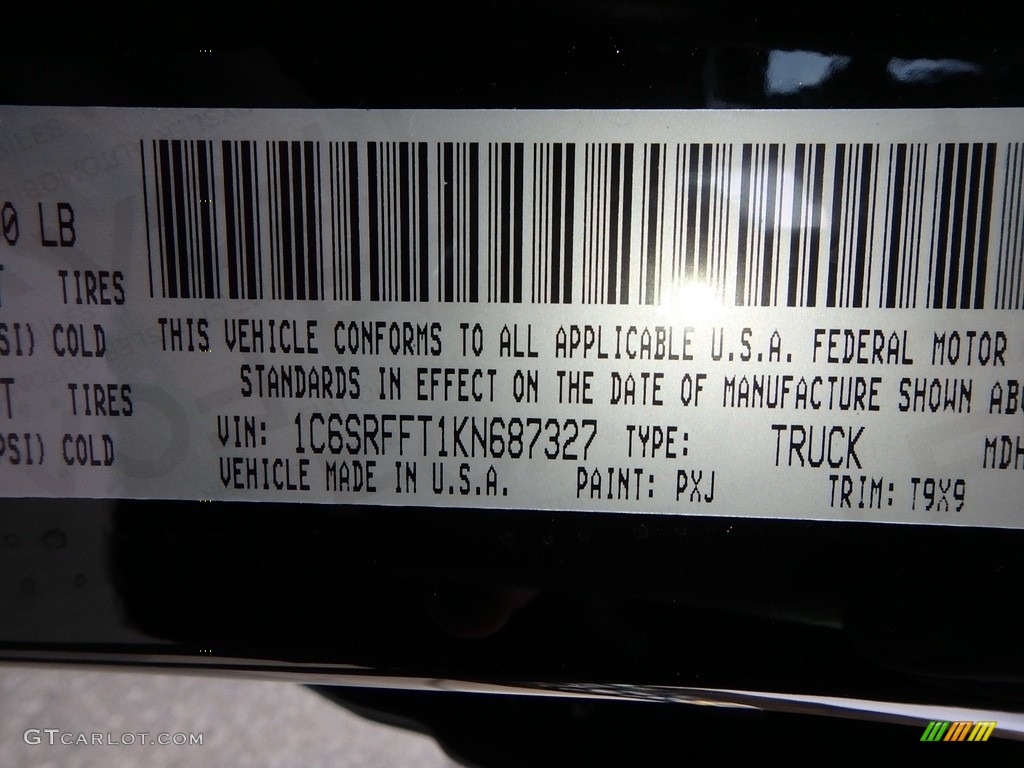 0 LB
TIRES
SI) COLD
T TIRES
PSI) COLD
THIS VEHICLE CONFORMS TO ALL APPLICABLE U.S.A. FEDERAL MOTOR
STANDARDS IN EFFECT ON THE DATE OF MANUFACTURE SHOWN ABO
VIN: 1C6SRFFT1KN687327 TYPE: TRUCK MDH
VEHICLE MADE IN U.S.A. PAINT: PXJ TRIM: T9X9
GTCARLOT.COM